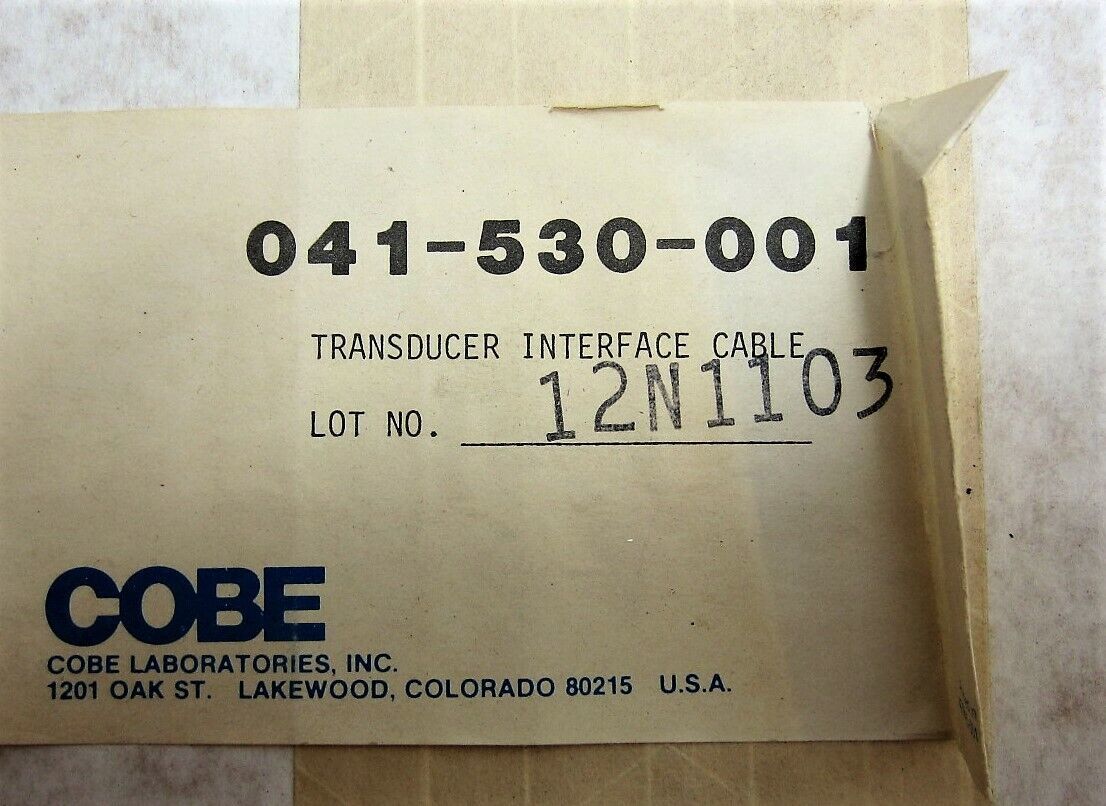 041-530-001
TRANSDUCER INTERFACE CABLE
LOT NO. 12N1103
COBE
COBE LABORATORIES, INC.
1201 OAK ST. LAKEWOOD, COLORADO 80215 U.S.A.